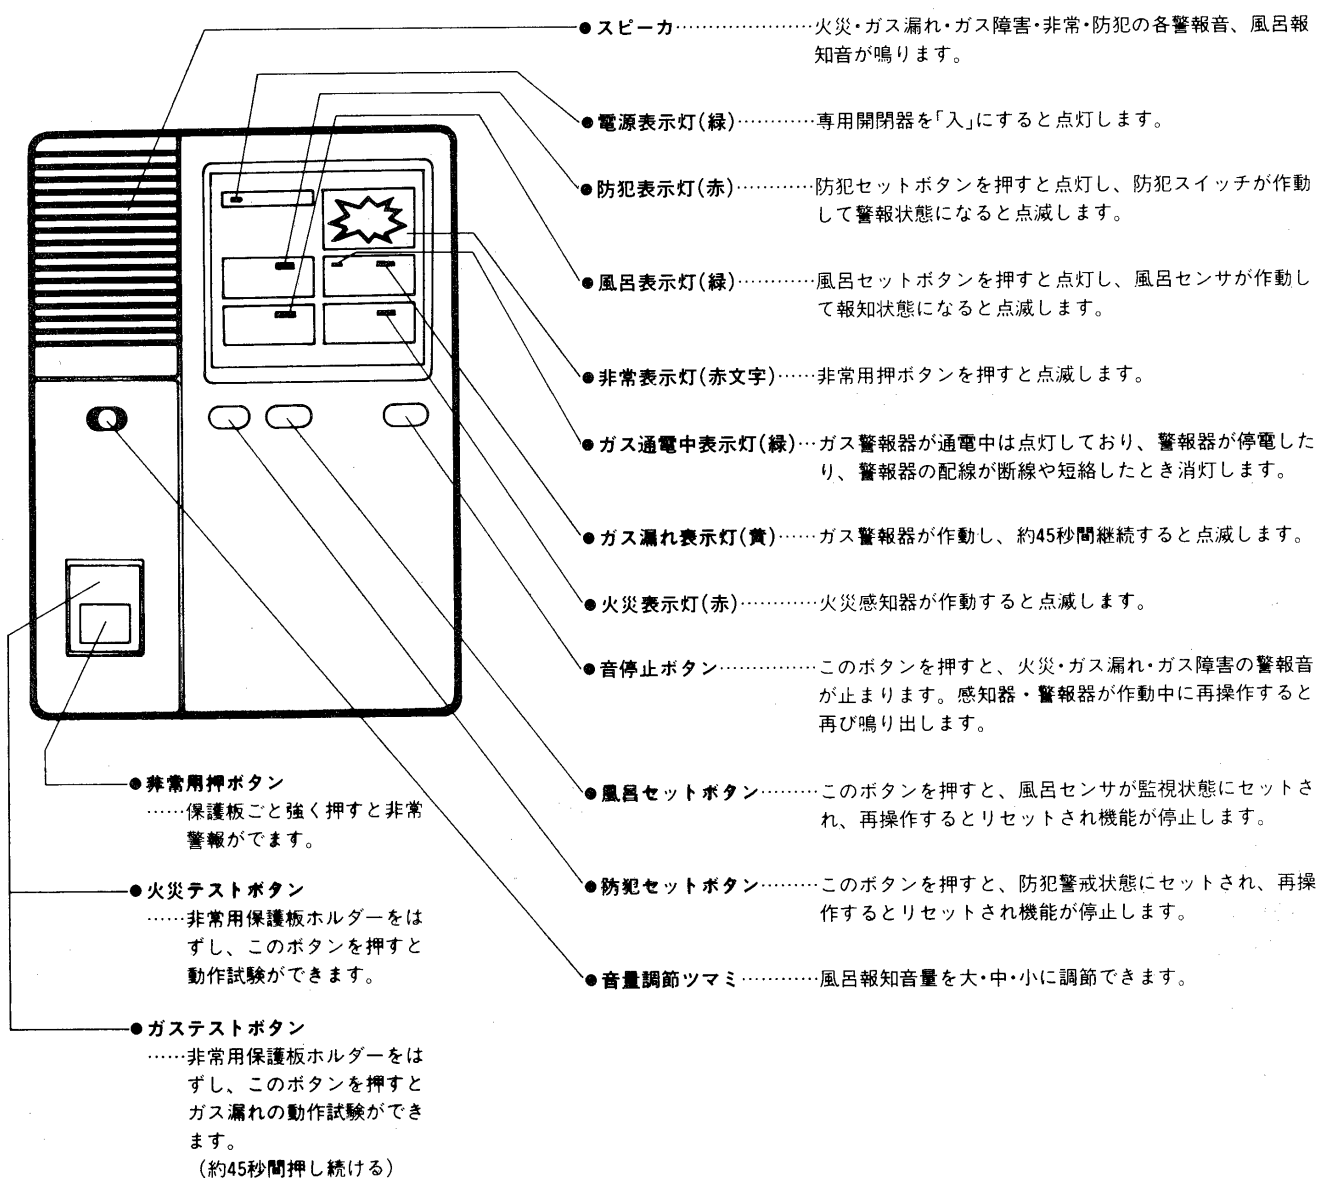 ●スピーカ…………………火災・ガス漏れ・ガス障害・非常・防犯の各警報音、風呂報
知音が鳴ります。
●電源表示灯(緑)…………専用開閉器を「入」にすると点灯します。
●防犯表示灯(赤)…………防犯セットボタンを押すと点灯し、防犯スイッチが作動
して警報状態になると点滅します。
●風呂表示灯(緑)…………風呂セットボタンを押すと点灯し、風呂センサが作動し
て報知状態になると点滅します。
●非常表示灯(赤文字)……非常用押ボタンを押すと点滅します。
●ガス通電中表示灯(緑)…ガス警報器が通電中は点灯しており、警報器が停電した
り、警報器の配線が断線や短絡したとき消灯します。
●ガス漏れ表示灯(黄)……ガス警報器が作動し、約45秒間継続すると点滅します。
●火災表示灯(赤)…………火災感知器が作動すると点滅します。
●音停止ボタン……………このボタンを押すと、火災・ガス漏れ・ガス障害の警報音
が止まります。感知器・警報器が作動中に再操作すると
再び鳴り出します。
●風呂セットボタン………このボタンを押すと、風呂センサが監視状態にセットさ
れ、再操作するとリセットされ機能が停止します。
●防犯セットボタン………このボタンを押すと、防犯警戒状態にセットされ、再操
作するとリセットされ機能が停止します。
●音量調節ツマミ…………風呂報知音量を大・中・小に調節できます。
●非常用押ボタン
……保護板ごと強く押すと非常
警報がでます。
●火災テストボタン
……非常用保護板ホルダーをは
ずし、このボタンを押すと
動作試験ができます。
●ガステストボタン
……非常用保護板ホルダーをは
ずし、このボタンを押すと
ガス漏れの動作試験ができ
ます。
(約45秒間押し続ける)